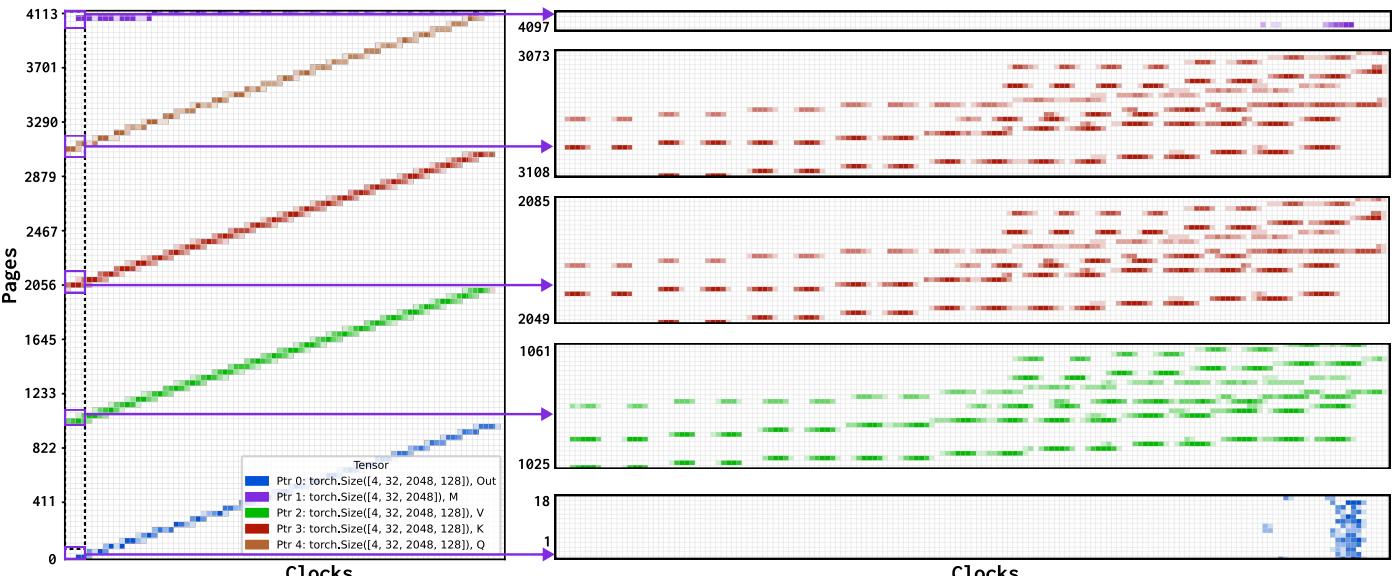 4113
3701
3290
2879
2467
2056
1645
1233
822
411
0
Pages
Clocks
Tensor
Ptr 0: torch.Size([4, 32, 2048, 128]), Out
Ptr 1: torch.Size([4, 32, 2048]), M
Ptr 2: torch.Size([4, 32, 2048, 128]), V
Ptr 3: torch.Size([4, 32, 2048, 128]), K
Ptr 4: torch.Size([4, 32, 2048, 128]), Q
4097
3073
3108
2085
2049
1061
1025
18
1
Clocks